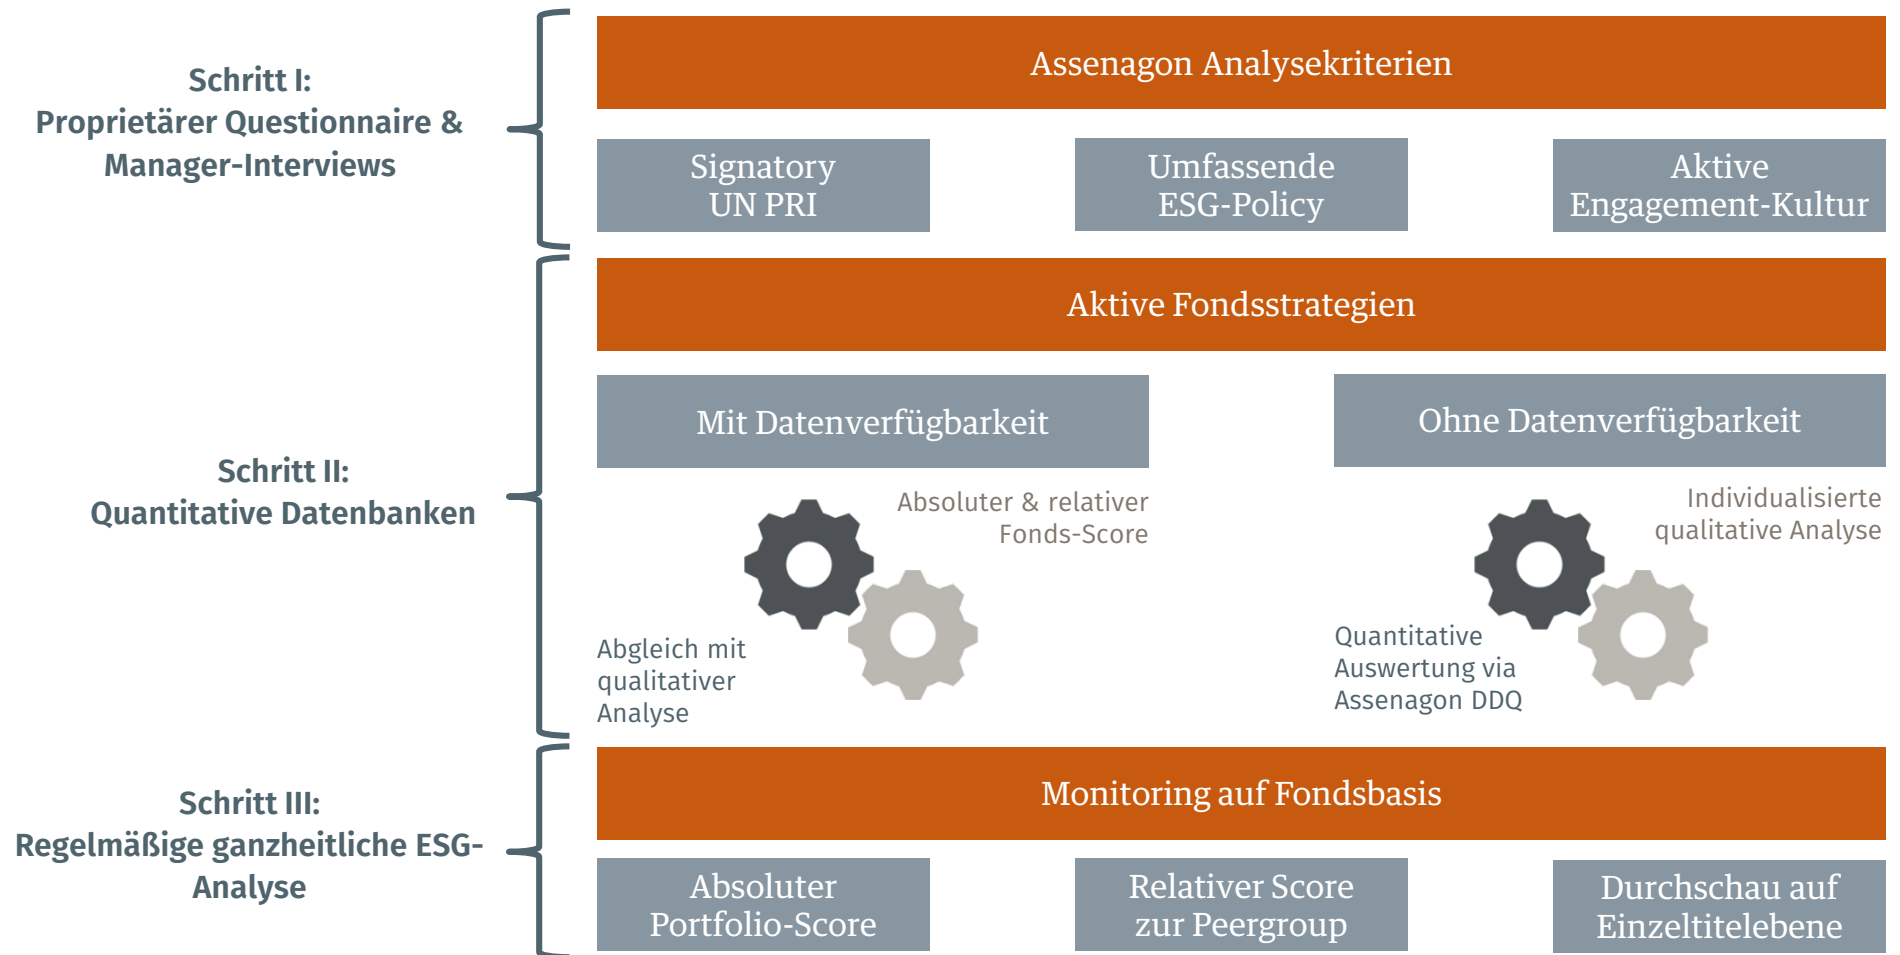 Schritt I:
Proprietärer Questionnaire &
Manager-Interviews
Assenagon Analysekriterien
Signatory
UN PRI
Umfassende
ESG-Policy
Aktive
Engagement-Kultur
Schritt II:
Quantitative Datenbanken
Aktive Fondsstrategien
Mit Datenverfügbarkeit
Absoluter & relativer
Fonds-Score
Abgleich mit
qualitativer
Analyse
Ohne Datenverfügbarkeit
Individualisierte
qualitative Analyse
Quantitative
Auswertung via
Assenagon DDQ
Schritt III:
Regelmäßige ganzheitliche ESG-
Analyse
Monitoring auf Fondsbasis
Absoluter
Portfolio-Score
Relativer Score
zur Peergroup
Durchschau auf
Einzeltitelebene